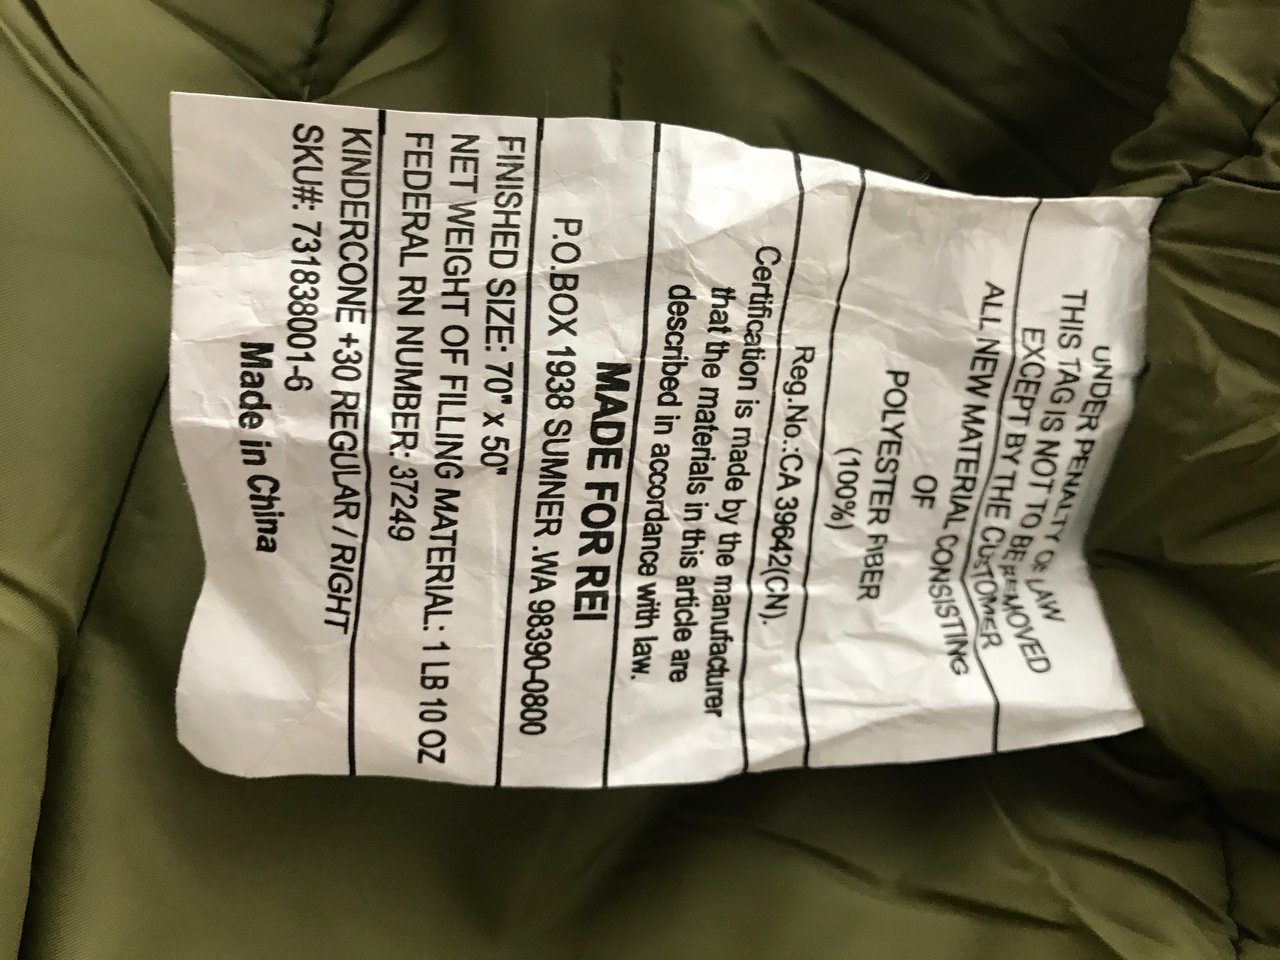 UNDER PENALTY OF LAW
THIS TAG IS NOT TO BE REMOVED
EXCEPT BY THE CUSTOMER
ALL NEW MATERIAL CONSISTING
OF
POLYESTER FIBER
(100%)
Reg.No.:CA 39642(CN).
Certification is made by the manufacturer
that the materials in this article are
described in accordance with law.
MADE FOR REI
P.O.BOX 1938 SUMNER .WA 98390-0800
FINISHED SIZE: 70" x 50"
NET WEIGHT OF FILLING MATERIAL: 1 LB 10 OZ
FEDERAL RN NUMBER: 37249
KINDERCONE +30 REGULAR / RIGHT
SKU#: 731838001-6
Made in China